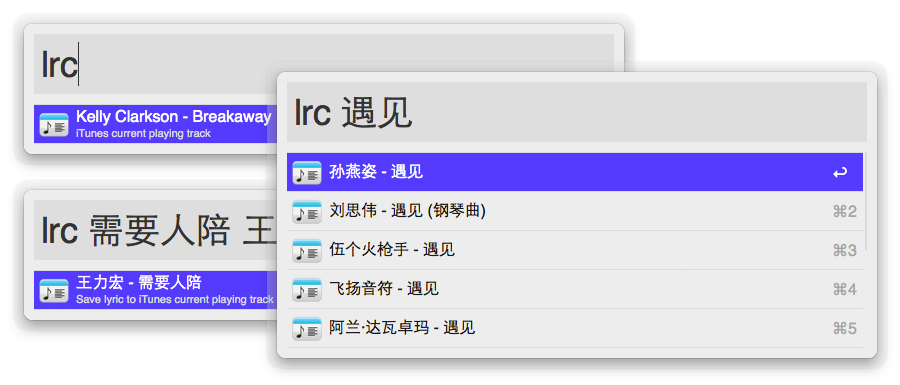 lrc
Kelly Clarkson - Breakaway
iTunes current playing track
lrc 需要人陪 王
王力宏 - 需要人陪
Save lyric to iTunes current playing track
lrc 遇见
孙燕姿 - 遇见 ↩
刘思伟 - 遇见 (钢琴曲) ⌘2
伍个火枪手 - 遇见 ⌘3
飞扬音符 - 遇见 ⌘4
阿兰·达瓦卓玛 - 遇见 ⌘5